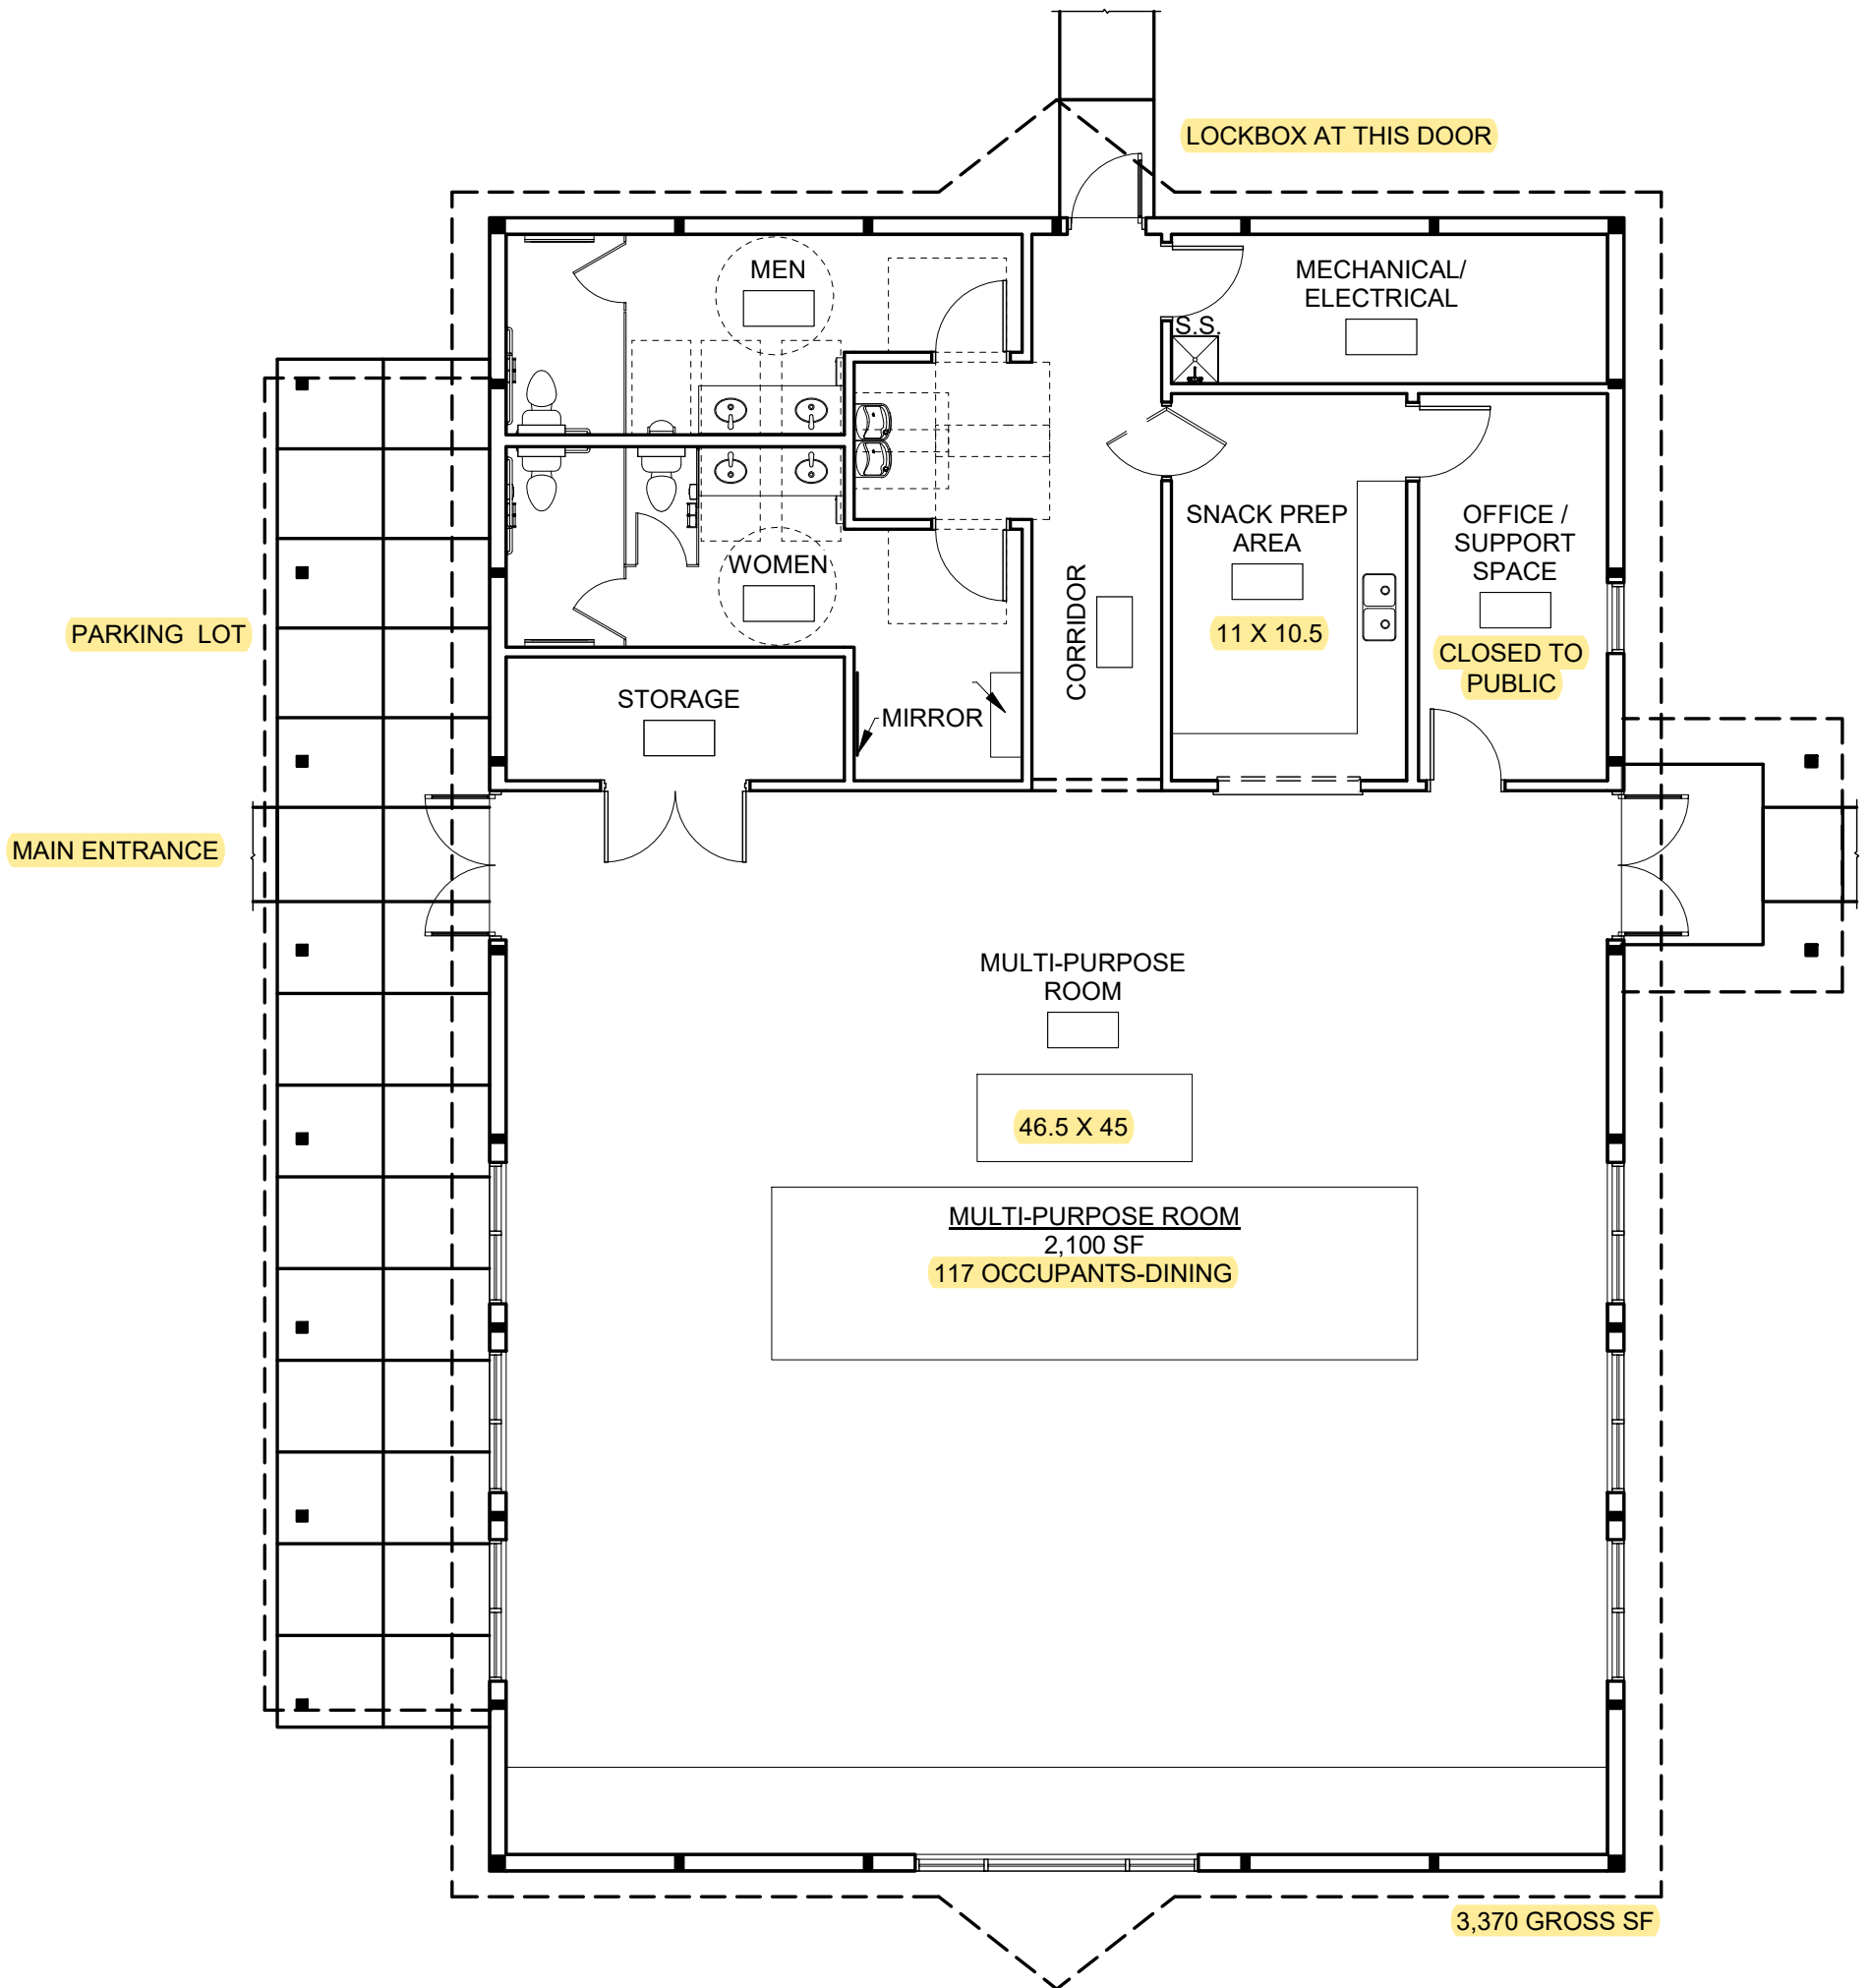 LOCKBOX AT THIS DOOR
MEN
MECHANICAL/
ELECTRICAL
S.S.
SNACK PREP
AREA
11 X 10.5
OFFICE /
SUPPORT
SPACE
CLOSED TO
PUBLIC
WOMEN
CORRIDOR
PARKING LOT
STORAGE
MIRROR
MAIN ENTRANCE
MULTI-PURPOSE
ROOM
46.5 X 45
MULTI-PURPOSE ROOM
2,100 SF
117 OCCUPANTS-DINING
3,370 GROSS SF